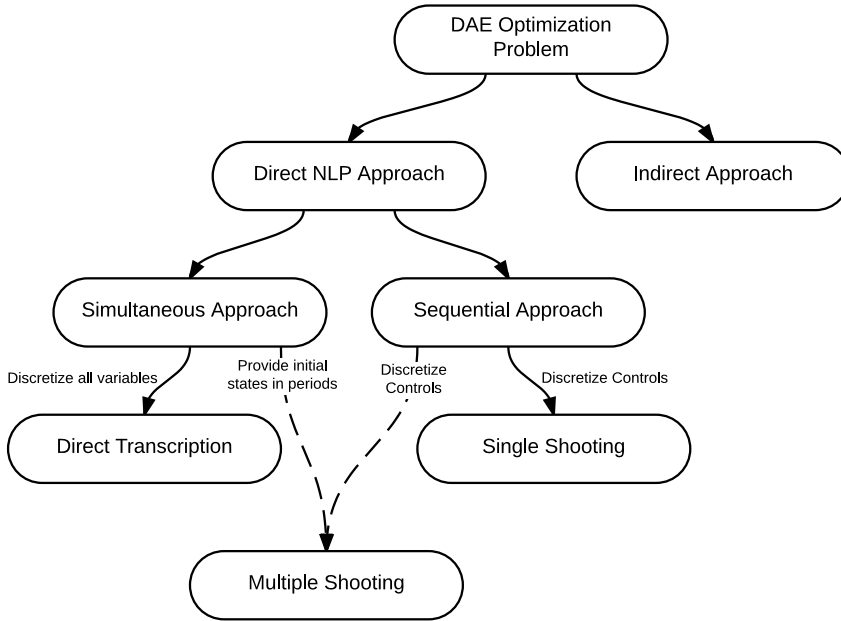 DAE Optimization
Problem
Direct NLP Approach
Indirect Approach
Simultaneous Approach
Sequential Approach
Discretize all variables
Provide initial
states in periods
Discretize
Controls
Discretize Controls
Direct Transcription
Single Shooting
Multiple Shooting